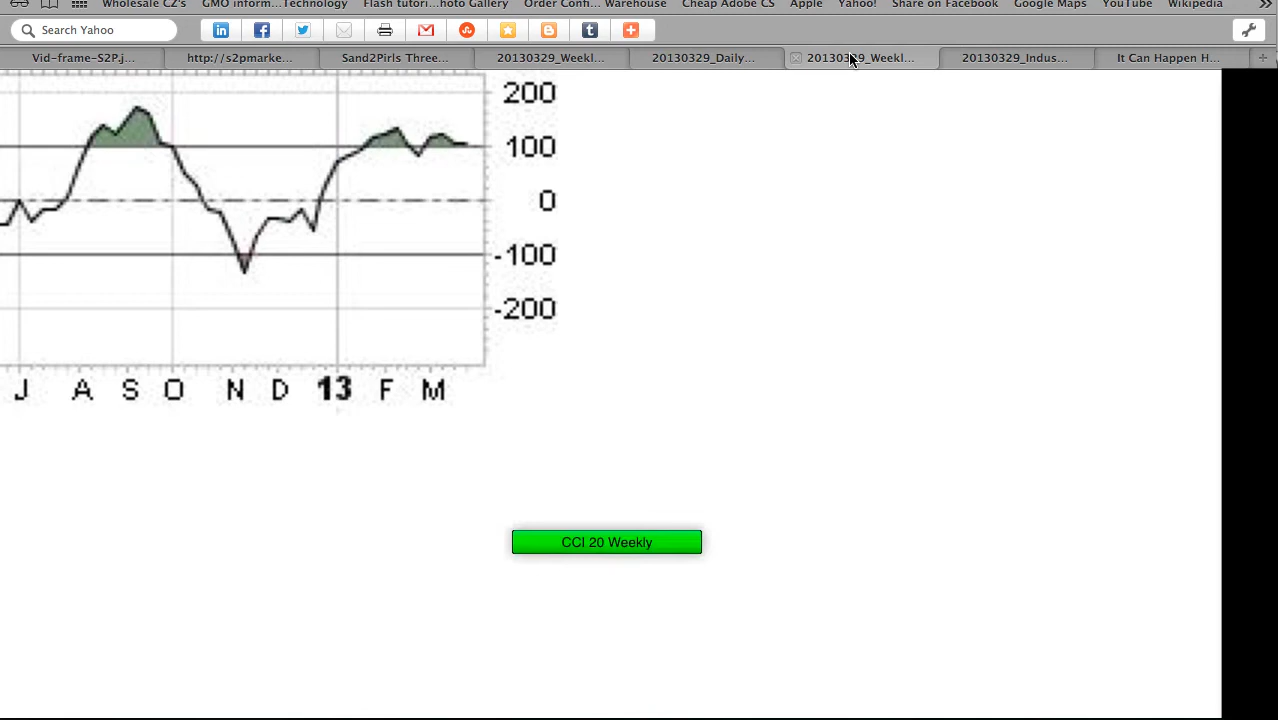 Wholesale CZ's GMO inform...Technology Flash tutori...hoto Gallery Order Confi... Warehouse Cheap Adobe CS Apple Yahoo! Share on Facebook Google Maps YouTube Wikipedia
Search Yahoo
Vid-frame-S2P.j... http://s2pmarke... Sand2Pirls Three... 20130329_Weekl... 20130329_Daily... 20130329_Weekl... 20130329_Indus... It Can Happen H...
200
100
0
-100
-200
J A S O N D 13 F M
CCI 20 Weekly